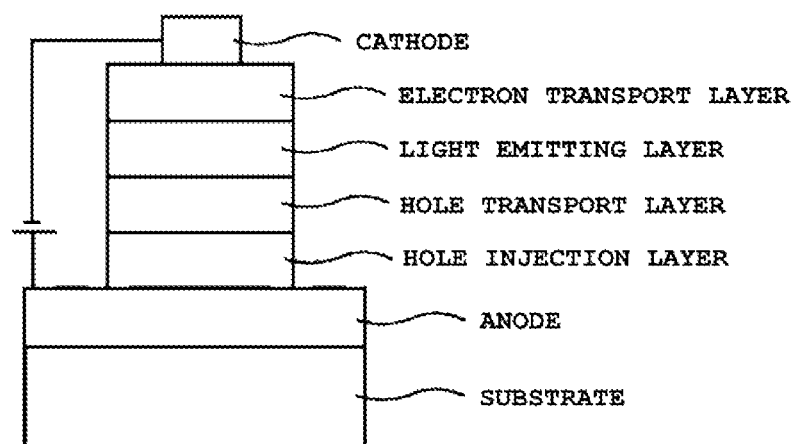 CATHODE
ELECTRON TRANSPORT LAYER
LIGHT EMITTING LAYER
HOLE TRANSPORT LAYER
HOLE INJECTION LAYER
ANODE
SUBSTRATE